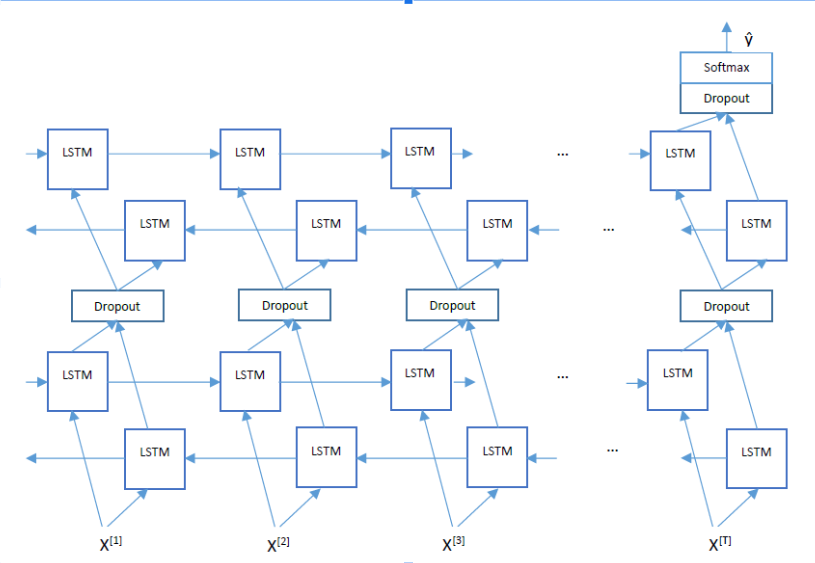 ŷ
Softmax
Dropout
LSTM LSTM LSTM ... LSTM
LSTM LSTM LSTM ... LSTM
Dropout Dropout Dropout Dropout
LSTM LSTM LSTM ... LSTM
LSTM LSTM LSTM ... LSTM
X[1] X[2] X[3] X[T]